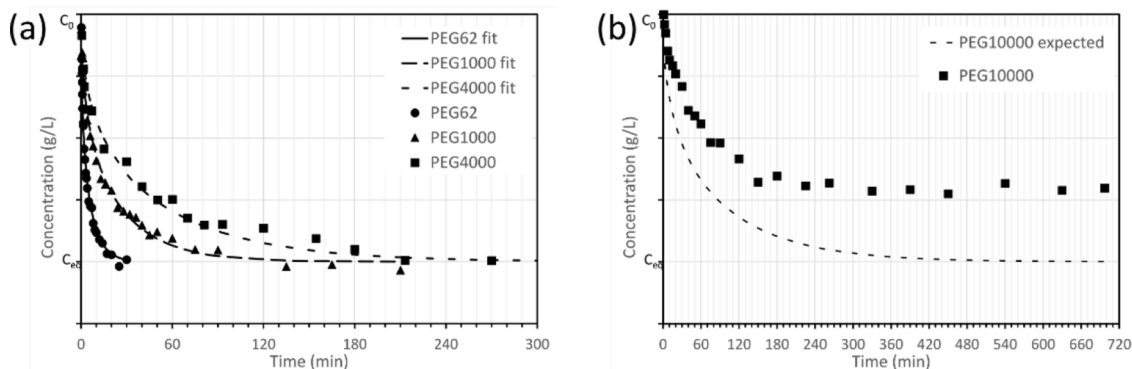 (a)
C₀
Concentration (g/L)
Cₑq
PEG62 fit
PEG1000 fit
PEG4000 fit
PEG62
PEG1000
PEG4000
0 60 120 180 240 300
Time (min)
(b)
C₀
Concentration (g/L)
Cₑq
PEG10000 expected
PEG10000
0 60 120 180 240 300 360 420 480 540 600 660 720
Time (min)